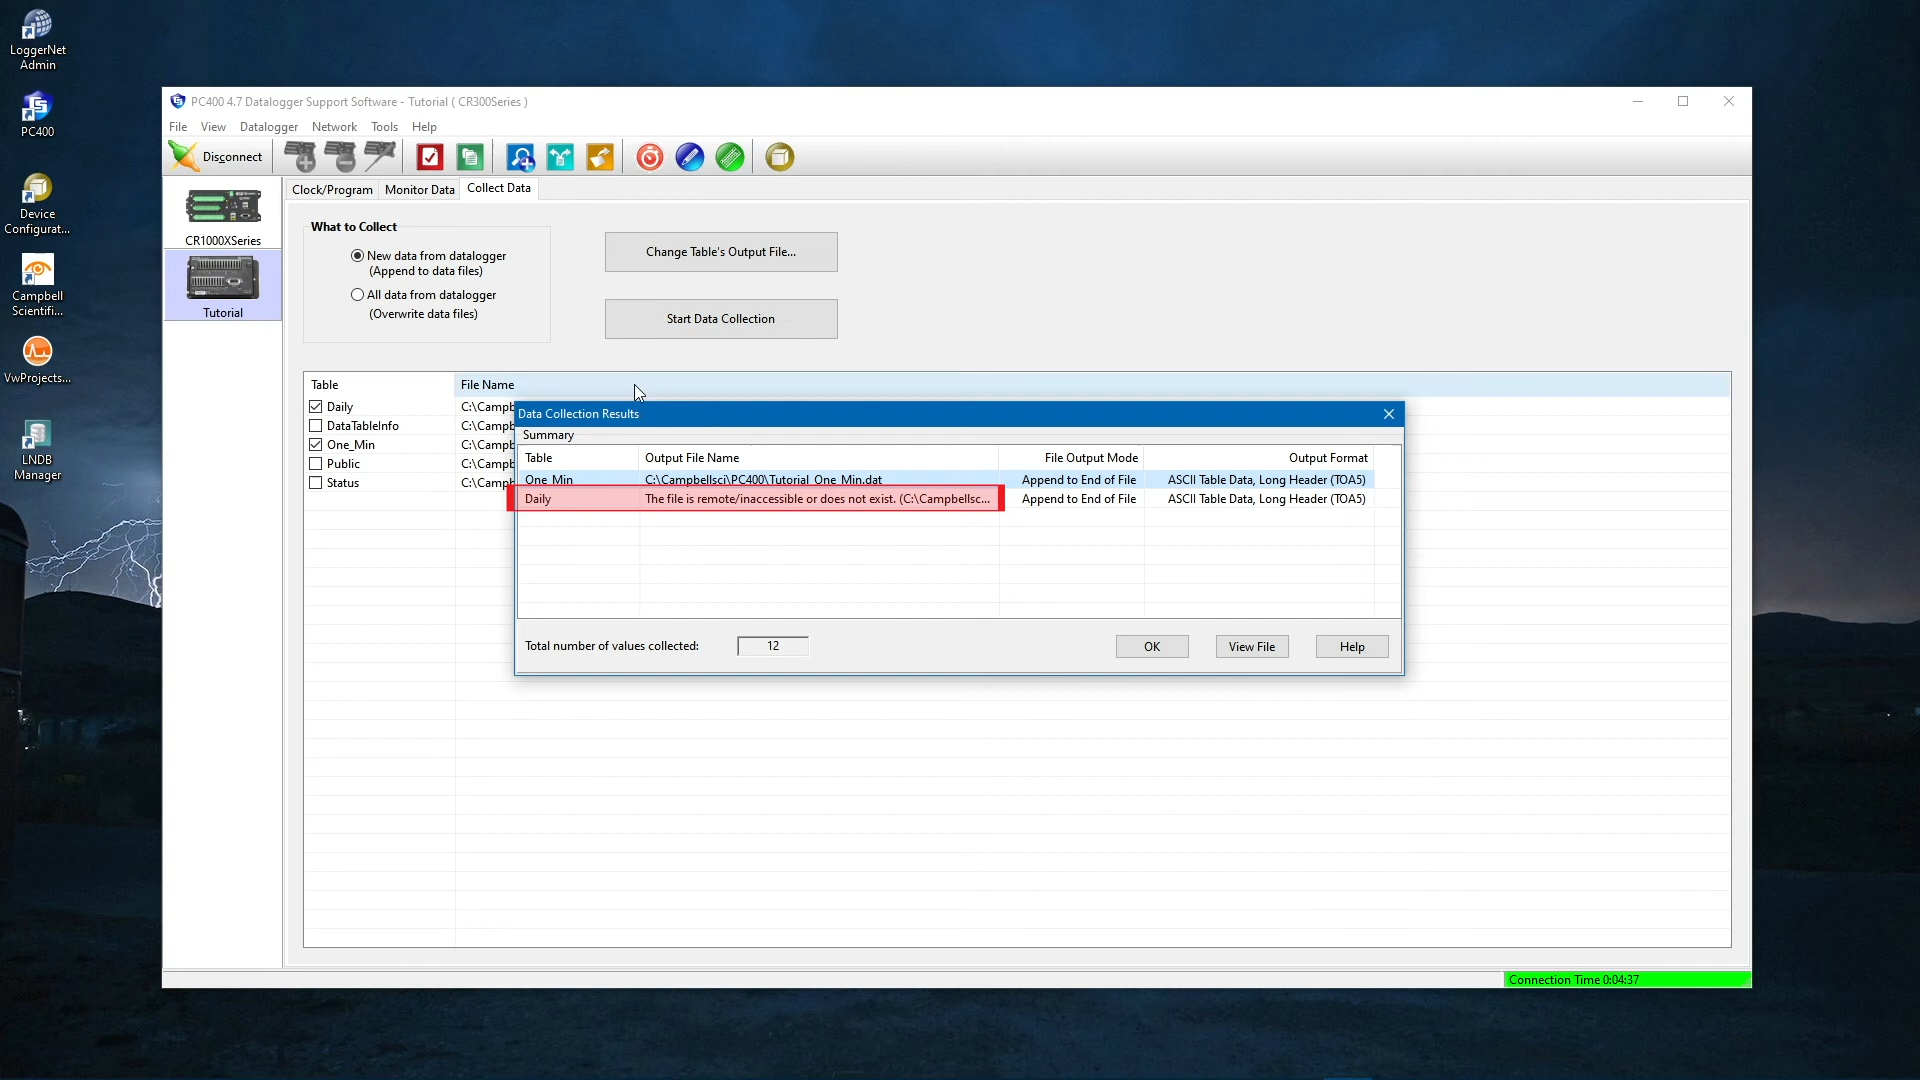 LoggerNet
Admin
PC400
Device
Configurat...
Campbell
Scientifi...
VwProjects...
LNDB
Manager
PC400 4.7 Datalogger Support Software - Tutorial ( CR300Series )
File View Datalogger Network Tools Help
Disconnect
CR1000XSeries
Tutorial
Clock/Program Monitor Data Collect Data
What to Collect
New data from datalogger
(Append to data files)
All data from datalogger
(Overwrite data files)
Change Table's Output File...
Start Data Collection
Table File Name
Daily C:\Campb
DataTableInfo C:\Campb
One_Min C:\Campb
Public C:\Campb
Status C:\Campb
Data Collection Results
Summary
Table Output File Name File Output Mode Output Format
One_Min C:\Campbellsci\PC400\Tutorial_One_Min.dat Append to End of File ASCII Table Data, Long Header (TOA5)
Daily The file is remote/inaccessible or does not exist. (C:\Campbellsc... Append to End of File ASCII Table Data, Long Header (TOA5)
Total number of values collected: 12
OK View File Help
Connection Time 0:04:37